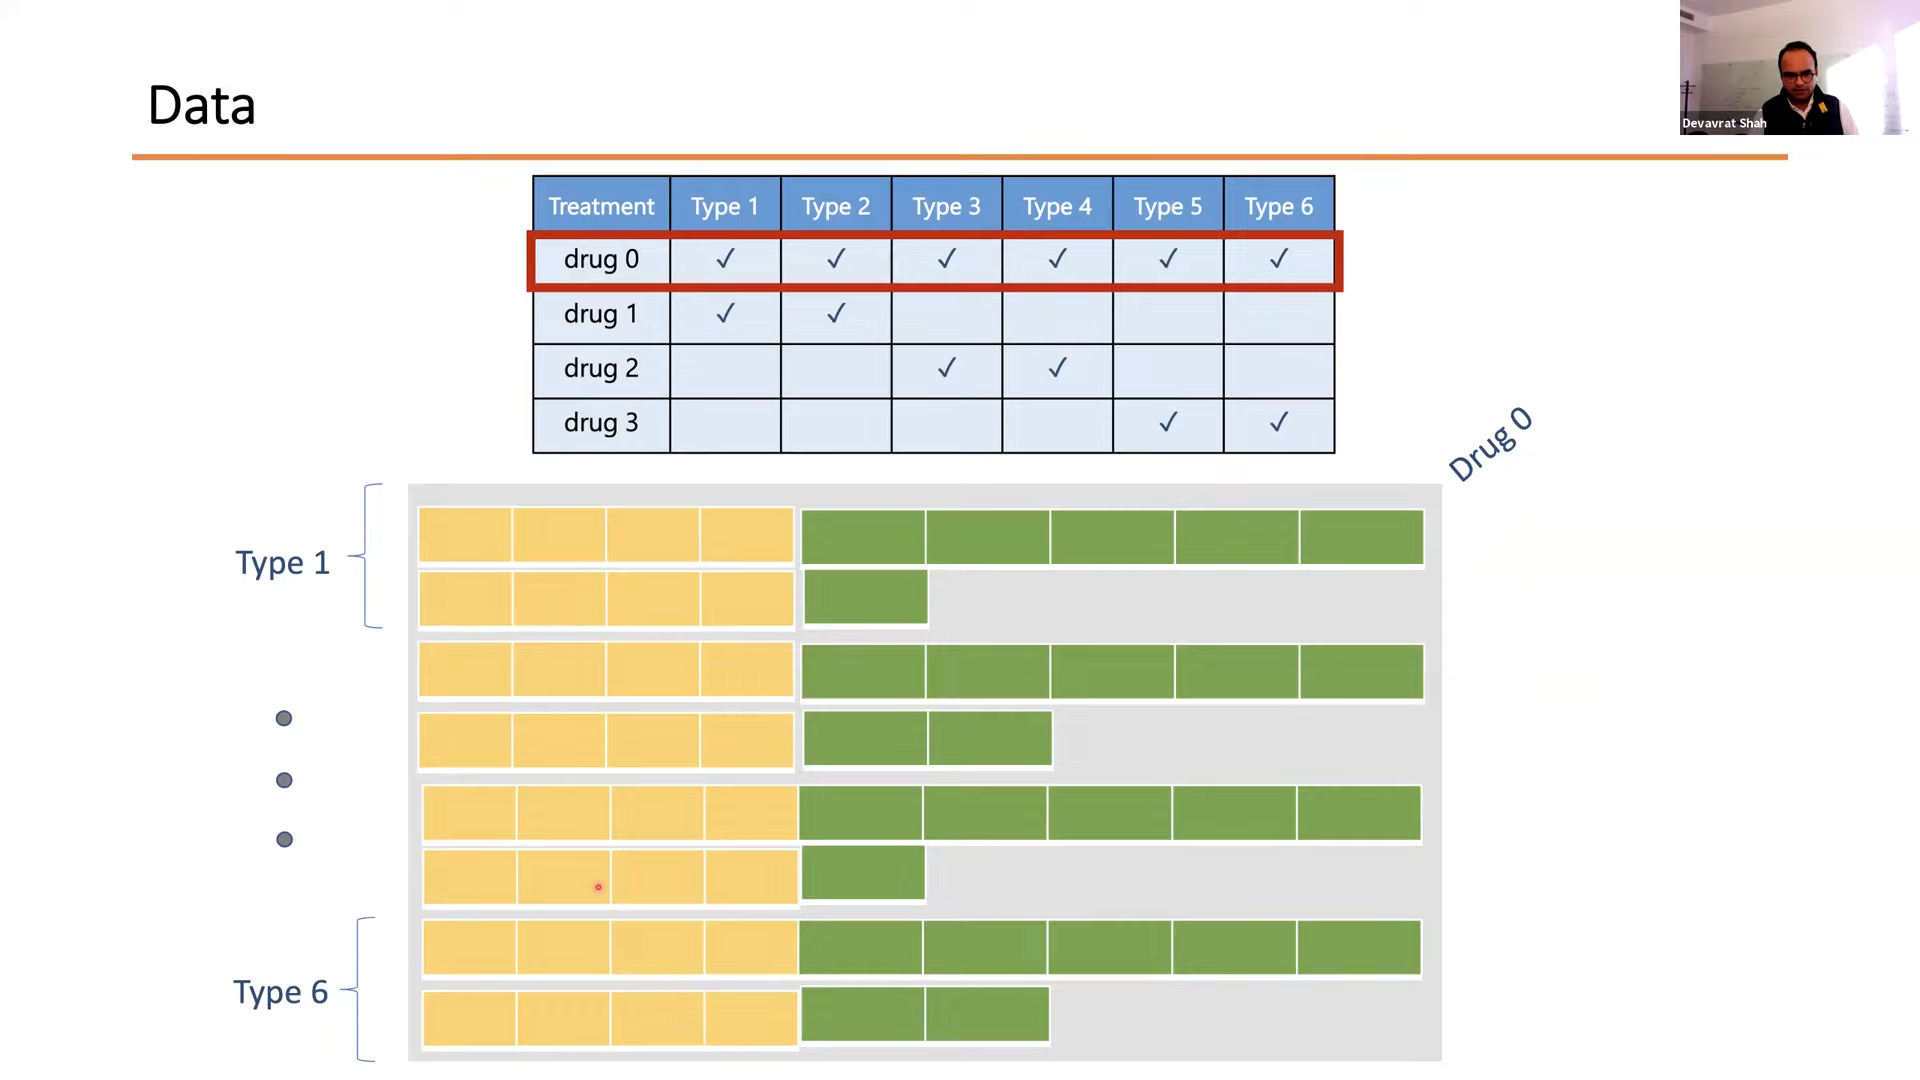 Data
Devavrat Shah
Treatment Type 1 Type 2 Type 3 Type 4 Type 5 Type 6
drug 0 ✓ ✓ ✓ ✓ ✓ ✓
drug 1 ✓ ✓
drug 2 ✓ ✓
drug 3 ✓ ✓
Drug 0
Type 1
Type 6